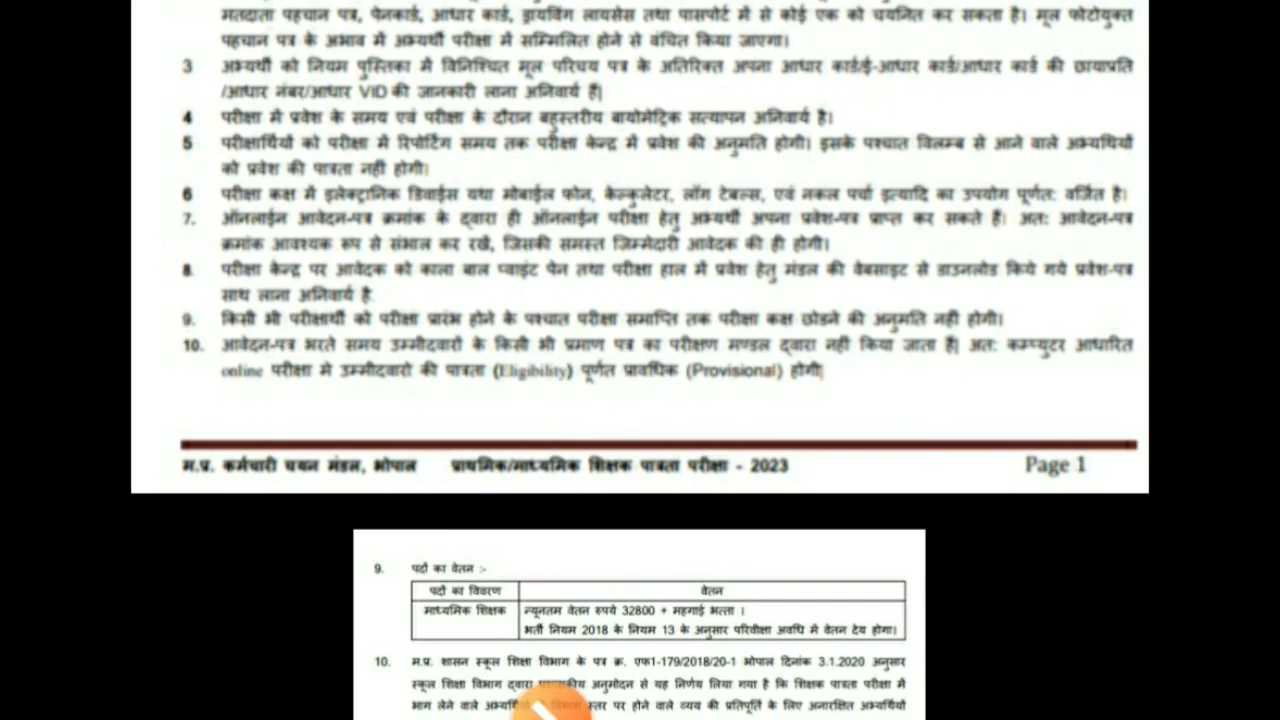 मतदाता पहचान पत्र, पेनकार्ड, आधार कार्ड, ड्रायविंग लायसेंस तथा पासपोर्ट में से कोई एक को चयनित कर सकता है। मूल फोटोयुक्त
पहचान पत्र के अभाव में अभ्यर्थी परीक्षा में सम्मिलित होने से वंचित किया जाएगा।
3 अभ्यर्थी को नियम पुस्तिका में विनिश्चित मूल परिचय पत्र के अतिरिक्त अपना आधार कार्ड/ई-आधार कार्ड/आधार कार्ड की छायाप्रति
/आधार नंबर/आधार VID की जानकारी लाना अनिवार्य हैं|
4 परीक्षा में प्रवेश के समय एवं परीक्षा के दौरान बहुस्तरीय बायोमेट्रिक सत्यापन अनिवार्य है।
5 परीक्षार्थियों को परीक्षा में रिपोर्टिंग समय तक परीक्षा केन्द्र में प्रवेश की अनुमति होगी। इसके पश्चात विलम्ब से आने वाले अभ्यर्थियों
को प्रवेश की पात्रता नहीं होगी।
6 परीक्षा कक्ष में इलेक्ट्रानिक डिवाईस यथा मोबाईल फोन, केल्कुलेटर, लॉग टेबल्स, एवं नकल पर्चा इत्यादि का उपयोग पूर्णत: वर्जित है।
7. ऑनलाईन आवेदन-पत्र क्रमांक के द्वारा ही ऑनलाईन परीक्षा हेतु अभ्यर्थी अपना प्रवेश-पत्र प्राप्त कर सकते हैं। अत: आवेदन-पत्र
क्रमांक आवश्यक रूप से संभाल कर रखें, जिसकी समस्त जिम्मेदारी आवेदक की ही होगी।
8. परीक्षा केन्द्र पर आवेदक को काला बाल प्वाइंट पेन तथा परीक्षा हाल में प्रवेश हेतु मंडल की वेबसाइट से डाउनलोड किये गये प्रवेश-पत्र
साथ लाना अनिवार्य है
9. किसी भी परीक्षार्थी को परीक्षा प्रारंभ होने के पश्चात परीक्षा समाप्ति तक परीक्षा कक्ष छोडने की अनुमति नहीं होगी।
10. आवेदन-पत्र भरते समय उम्मीदवारों के किसी भी प्रमाण पत्र का परीक्षण मण्डल द्वारा नहीं किया जाता हैं| अत: कम्प्युटर आधारित
online परीक्षा में उम्मीदवारो की पात्रता (Eligibility) पूर्णत प्रावधिक (Provisional) होगी|
म.प्र. कर्मचारी चयन मंडल, भोपाल प्राथमिक/माध्यमिक शिक्षक पात्रता परीक्षा - 2023 Page 1
9. पदों का वेतन :-
पदों का विवरण वेतन
माध्यमिक शिक्षक न्यूनतम वेतन रुपये 32800 + महगाई भत्ता ।
भर्ती नियम 2018 के नियम 13 के अनुसार परिवीक्षा अवधि में वेतन देय होगा।
10. म.प्र. शासन स्कूल शिक्षा विभाग के पत्र क्र. एफ1-179/2018/20-1 भोपाल दिनांक 3.1.2020 अनुसार
स्कूल शिक्षा विभाग द्वारा अनुमोदन से यह निर्णय लिया गया है कि शिक्षक पात्रता परीक्षा में
भाग लेने वाले स्तर पर होने वाले व्यय की प्रतिपूर्ति के लिए अनारक्षित अभ्यर्थियों